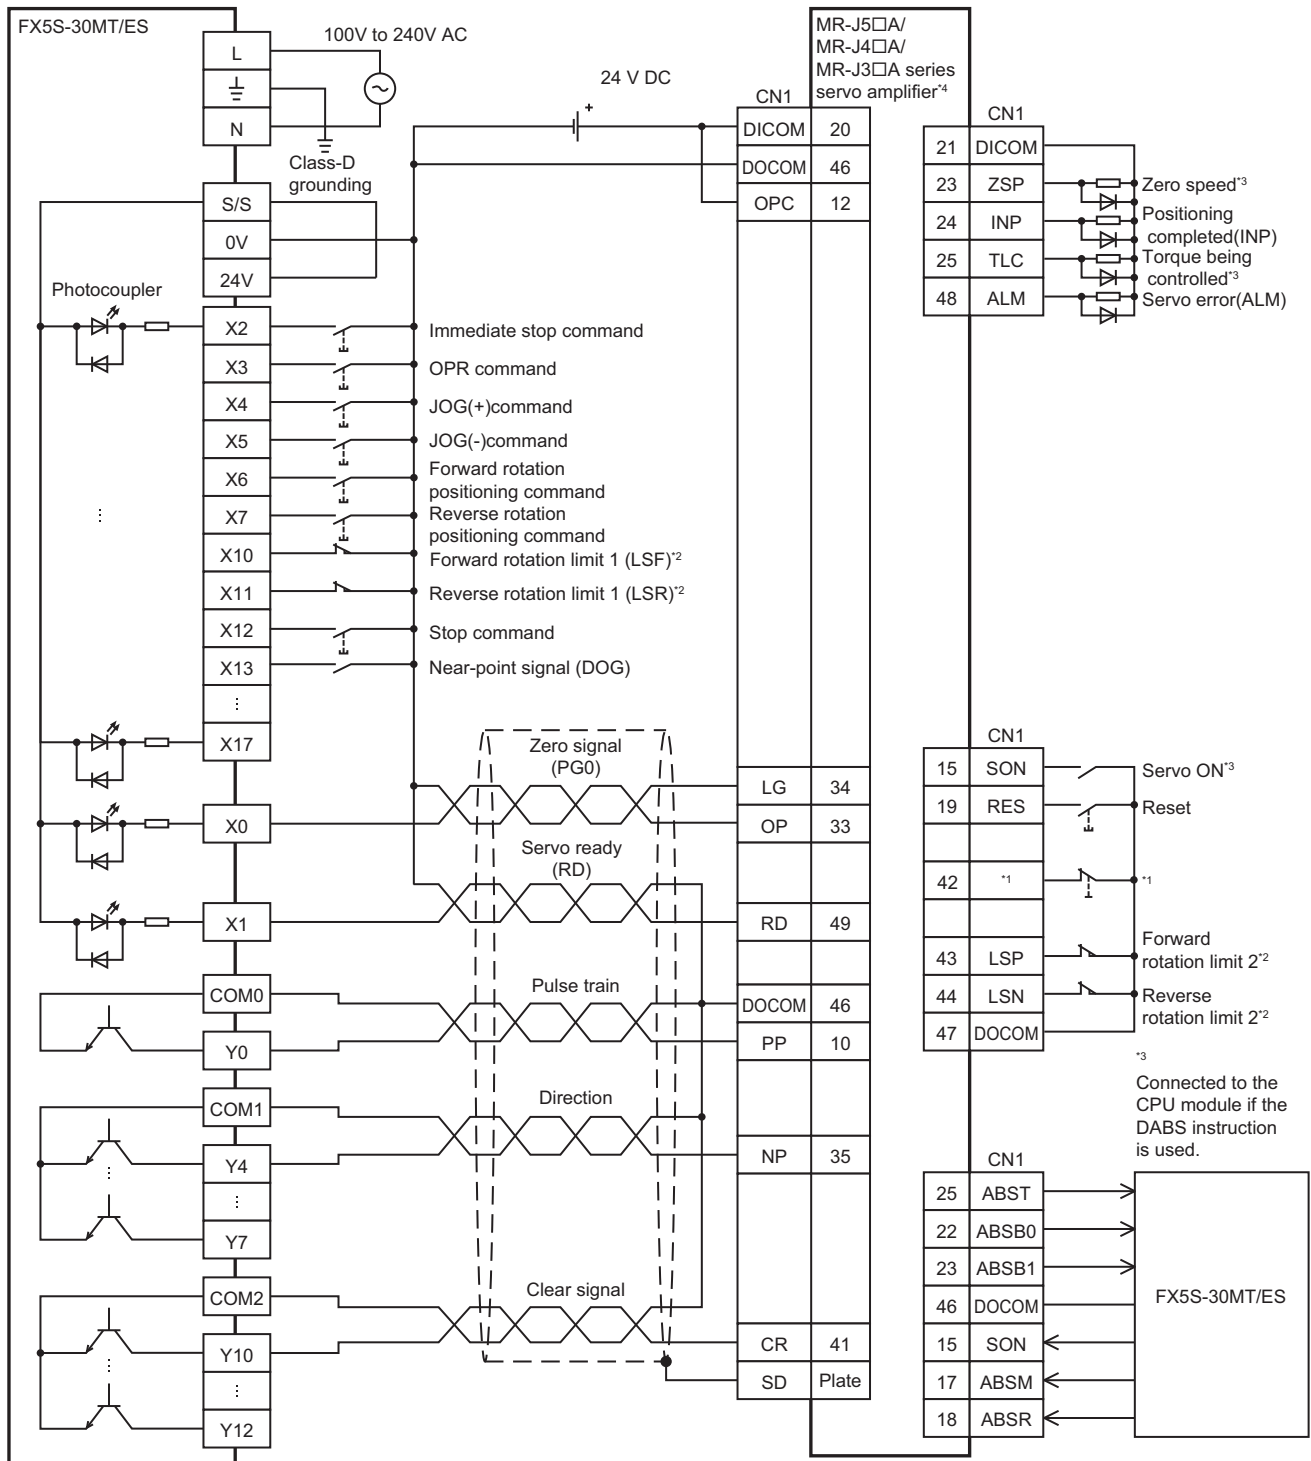 FX5S-30MT/ES
L
N
100V to 240V AC
Class-D
grounding
24 V DC
+
S/S
0V
24V
Photocoupler
X2
Immediate stop command
X3
OPR command
X4
JOG(+)command
X5
JOG(-)command
X6
Forward rotation
positioning command
X7
Reverse rotation
positioning command
X10
Forward rotation limit 1 (LSF)*2
X11
Reverse rotation limit 1 (LSR)*2
X12
Stop command
X13
Near-point signal (DOG)
X17
X0
X1
COM0
Y0
COM1
Y4
Y7
COM2
Y10
Y12
Zero signal
(PG0)
Servo ready
(RD)
Pulse train
Direction
Clear signal
MR-J5□A/
MR-J4□A/
MR-J3□A series
servo amplifier*4
CN1
DICOM 20
DOCOM 46
OPC 12
LG 34
OP 33
RD 49
DOCOM 46
PP 10
NP 35
CR 41
SD Plate
CN1
21 DICOM
23 ZSP Zero speed*3
24 INP Positioning
completed(INP)
25 TLC Torque being
controlled*3
48 ALM Servo error(ALM)
CN1
15 SON Servo ON*3
19 RES Reset
42 *1 *1
43 LSP Forward
rotation limit 2*2
44 LSN Reverse
rotation limit 2*2
47 DOCOM
*3
Connected to the
CPU module if the
DABS instruction
is used.
CN1
25 ABST
22 ABSB0
23 ABSB1
46 DOCOM
15 SON
17 ABSM
18 ABSR
FX5S-30MT/ES